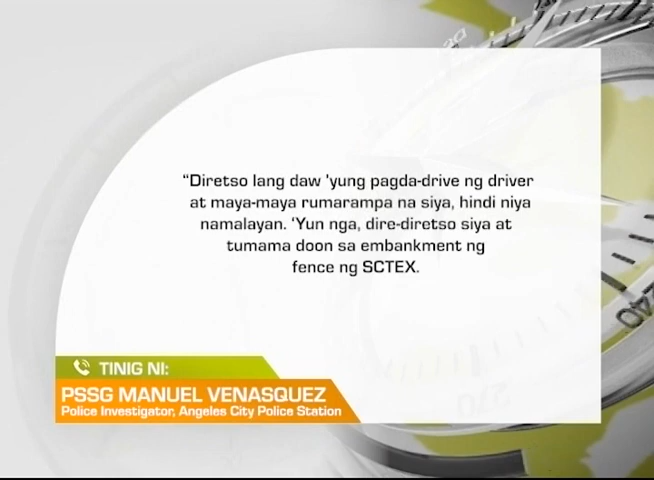 “Diretso lang daw 'yung pagda-drive ng driver
at maya-maya rumarampa na siya, hindi niya
namalayan. ‘Yun nga, dire-diretso siya at
tumama doon sa embankment ng
fence ng SCTEX.
TINIG NI:
PSSG MANUEL VENASQUEZ
Police Investigator, Angeles City Police Station
240
270